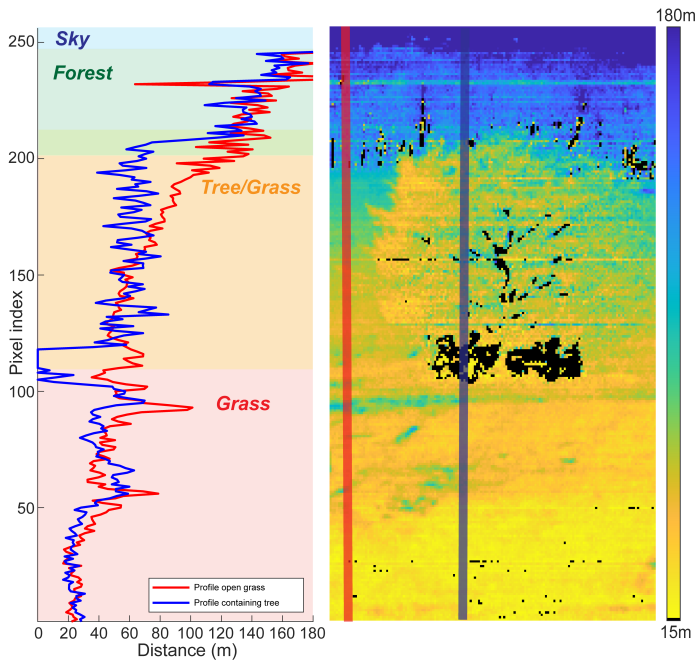 180m
250
Sky
Forest
200
Tree/Grass
150
Pixel index
100
Grass
50
Profile open grass
Profile containing tree
0 20 40 60 80 100 120 140 160 180
Distance (m)
15m